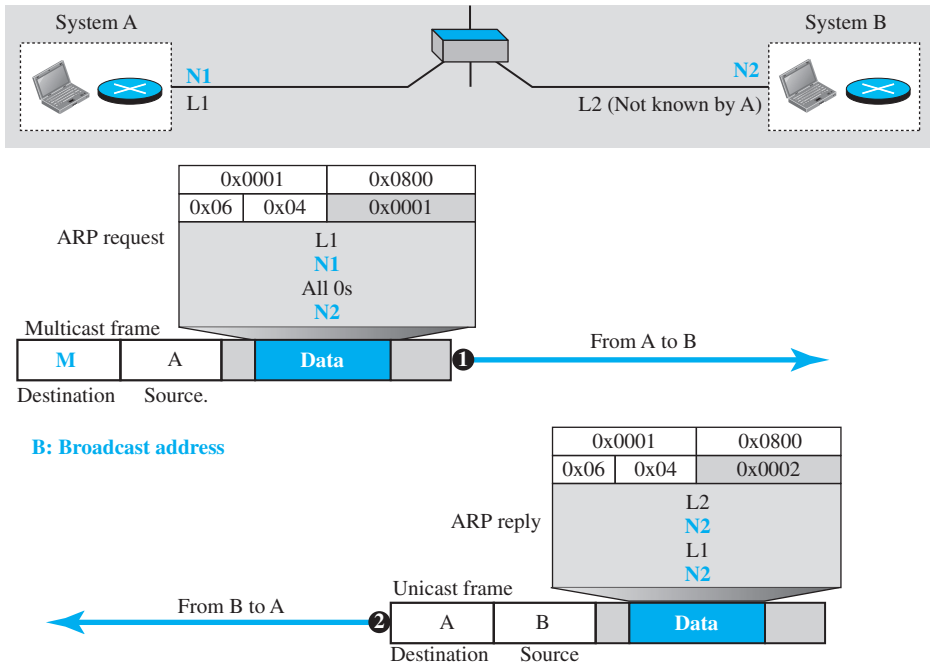 System A
System B
N1
N2
L1
L2 (Not known by A)
0x0001 0x0800
0x06 0x04 0x0001
ARP request
L1
N1
All 0s
N2
Multicast frame
M A Data
1
From A to B
Destination Source.
B: Broadcast address
0x0001 0x0800
0x06 0x04 0x0002
ARP reply
L2
N2
L1
N2
Unicast frame
From B to A
2
A B Data
Destination Source